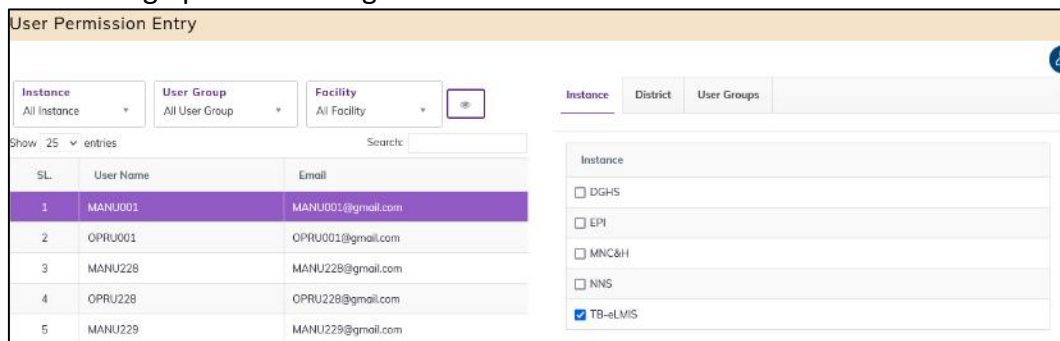 User Permission Entry
Instance
All Instance
User Group
All User Group
Facility
All Facility
Show 25 entries
Search:
SL. User Name Email
1 MANU001 MANU001@gmail.com
2 OPRU001 OPRU001@gmail.com
3 MANU228 MANU228@gmail.com
4 OPRU228 OPRU228@gmail.com
5 MANU229 MANU229@gmail.com
Instance District User Groups
Instance
DGHS
EPI
MNC&H
NNS
TB-eLMIS